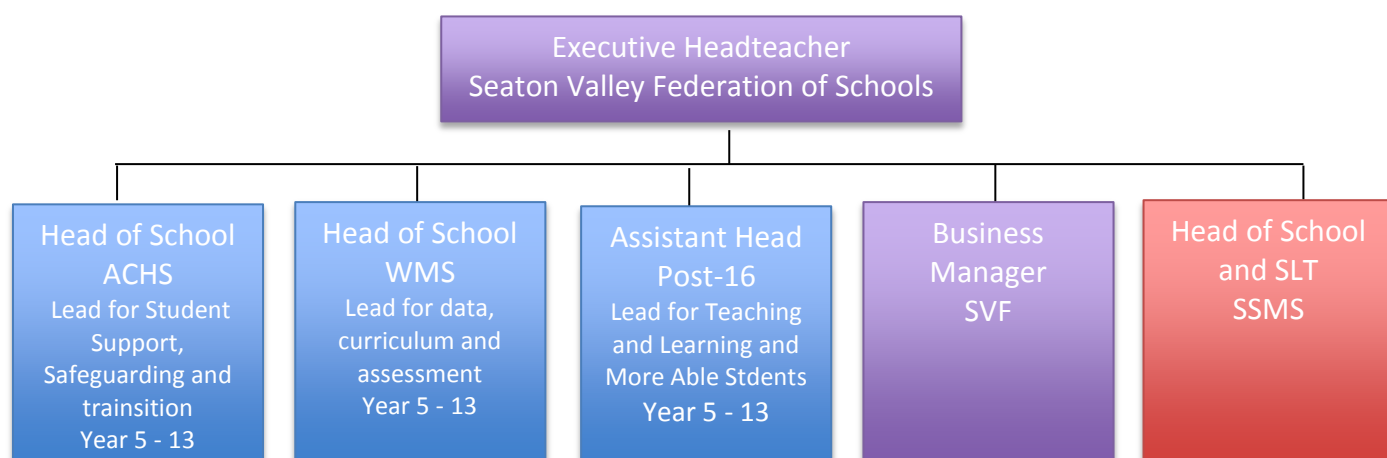 Executive Headteacher
Seaton Valley Federation of Schools
Head of School
ACHS
Lead for Student
Support,
Safeguarding and
trainsition
Year 5 - 13
Head of School
WMS
Lead for data,
curriculum and
assessment
Year 5 - 13
Assistant Head
Post-16
Lead for Teaching
and Learning and
More Able Stdents
Year 5 - 13
Business
Manager
SVF
Head of School
and SLT
SSMS